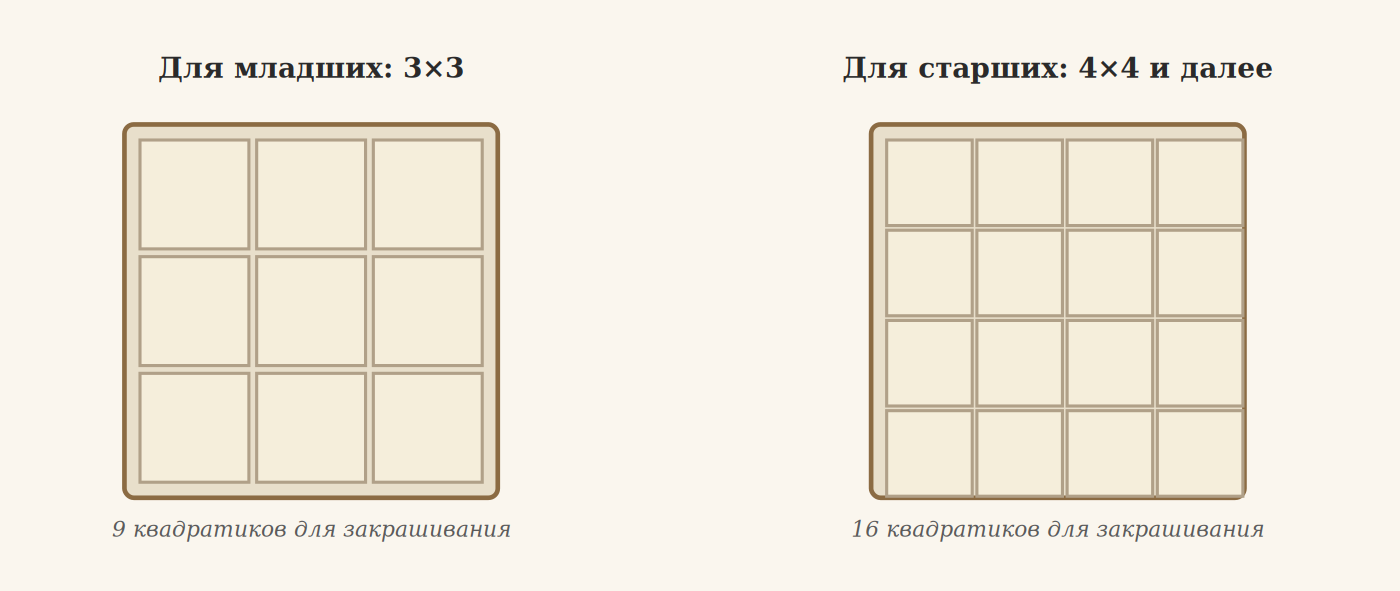 Для младших: 3×3
Для старших: 4×4 и далее
9 квадратиков для закрашивания
16 квадратиков для закрашивания